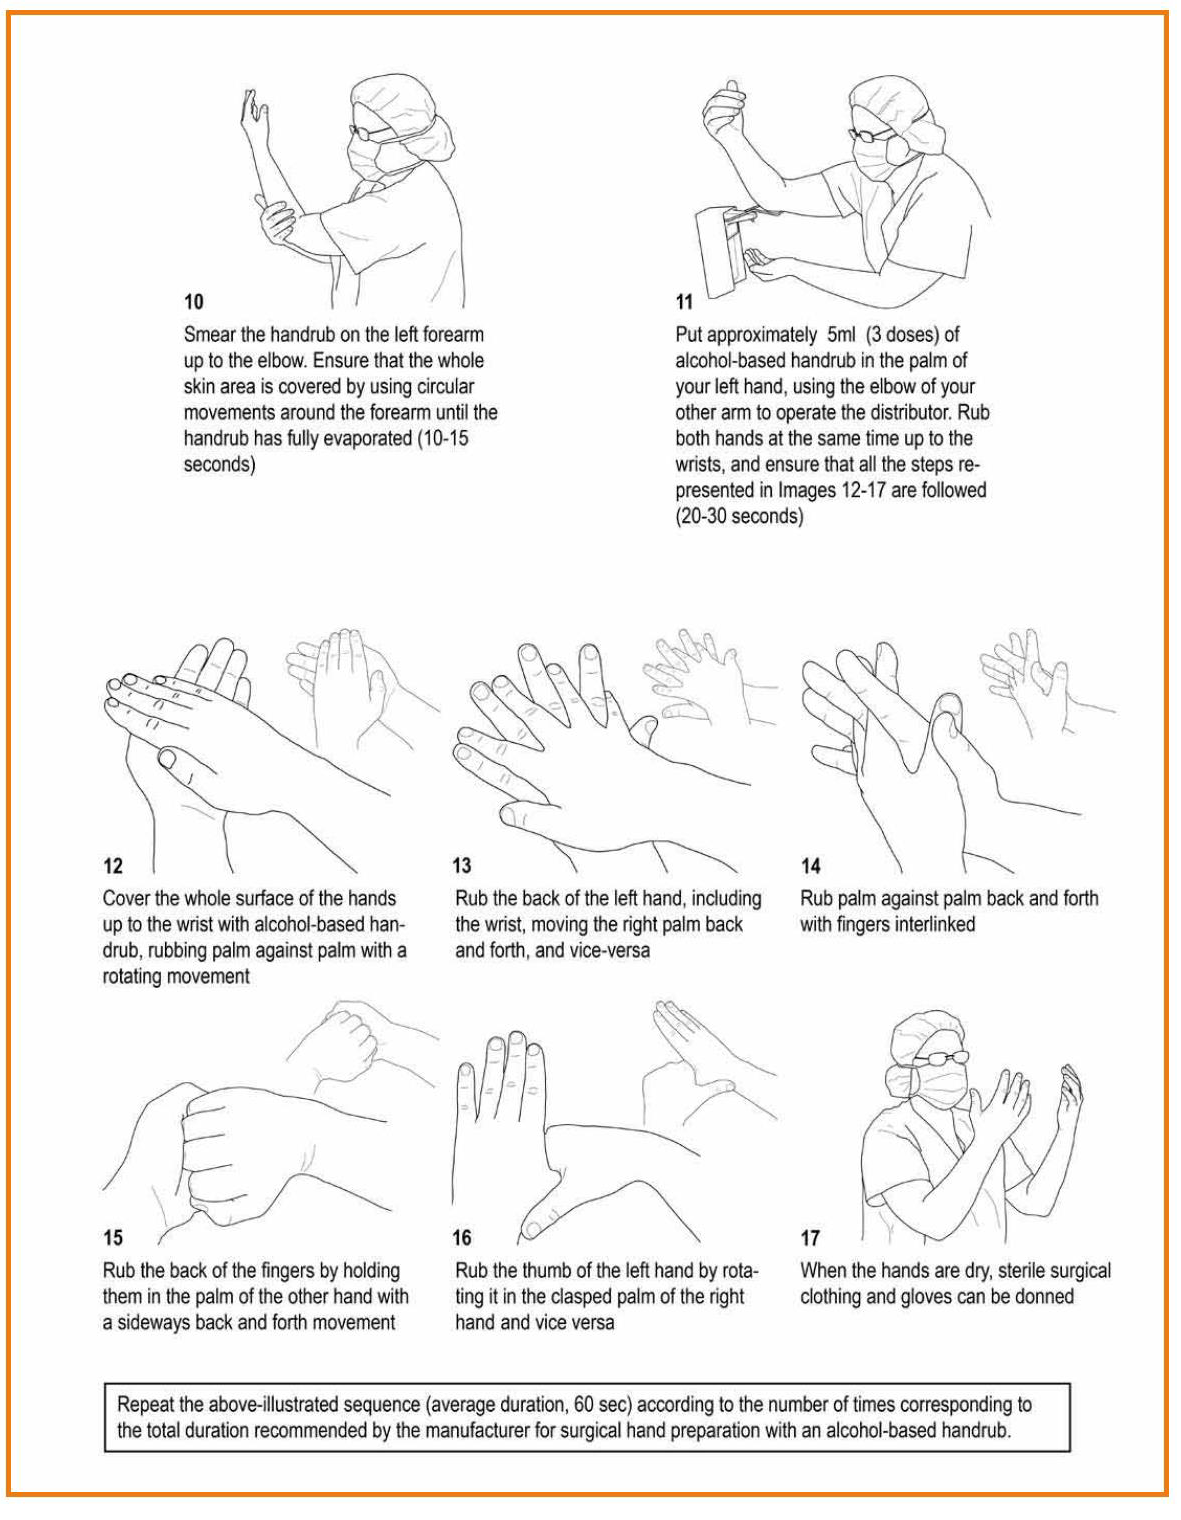 10
Smear the handrub on the left forearm
up to the elbow. Ensure that the whole
skin area is covered by using circular
movements around the forearm until the
handrub has fully evaporated (10-15
seconds)
11
Put approximately 5ml (3 doses) of
alcohol-based handrub in the palm of
your left hand, using the elbow of your
other arm to operate the distributor. Rub
both hands at the same time up to the
wrists, and ensure that all the steps re-
presented in Images 12-17 are followed
(20-30 seconds)
12
Cover the whole surface of the hands
up to the wrist with alcohol-based han-
drub, rubbing palm against palm with a
rotating movement
13
Rub the back of the left hand, including
the wrist, moving the right palm back
and forth, and vice-versa
14
Rub palm against palm back and forth
with fingers interlinked
15
Rub the back of the fingers by holding
them in the palm of the other hand with
a sideways back and forth movement
16
Rub the thumb of the left hand by rota-
ting it in the clasped palm of the right
hand and vice versa
17
When the hands are dry, sterile surgical
clothing and gloves can be donned
Repeat the above-illustrated sequence (average duration, 60 sec) according to the number of times corresponding to
the total duration recommended by the manufacturer for surgical hand preparation with an alcohol-based handrub.